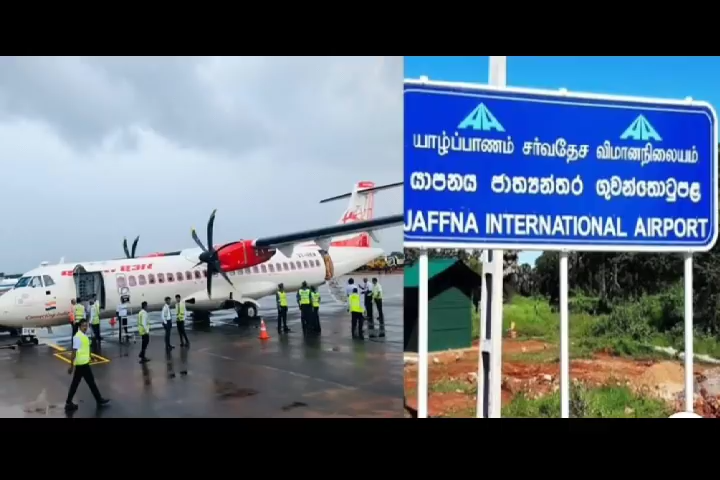 யாழ்ப்பாணம் சர்வதேச விமானநிலையம்
යාපනය ජාත්‍යන්තර ගුවන්තොටුපළ
JAFFNA INTERNATIONAL AIRPORT